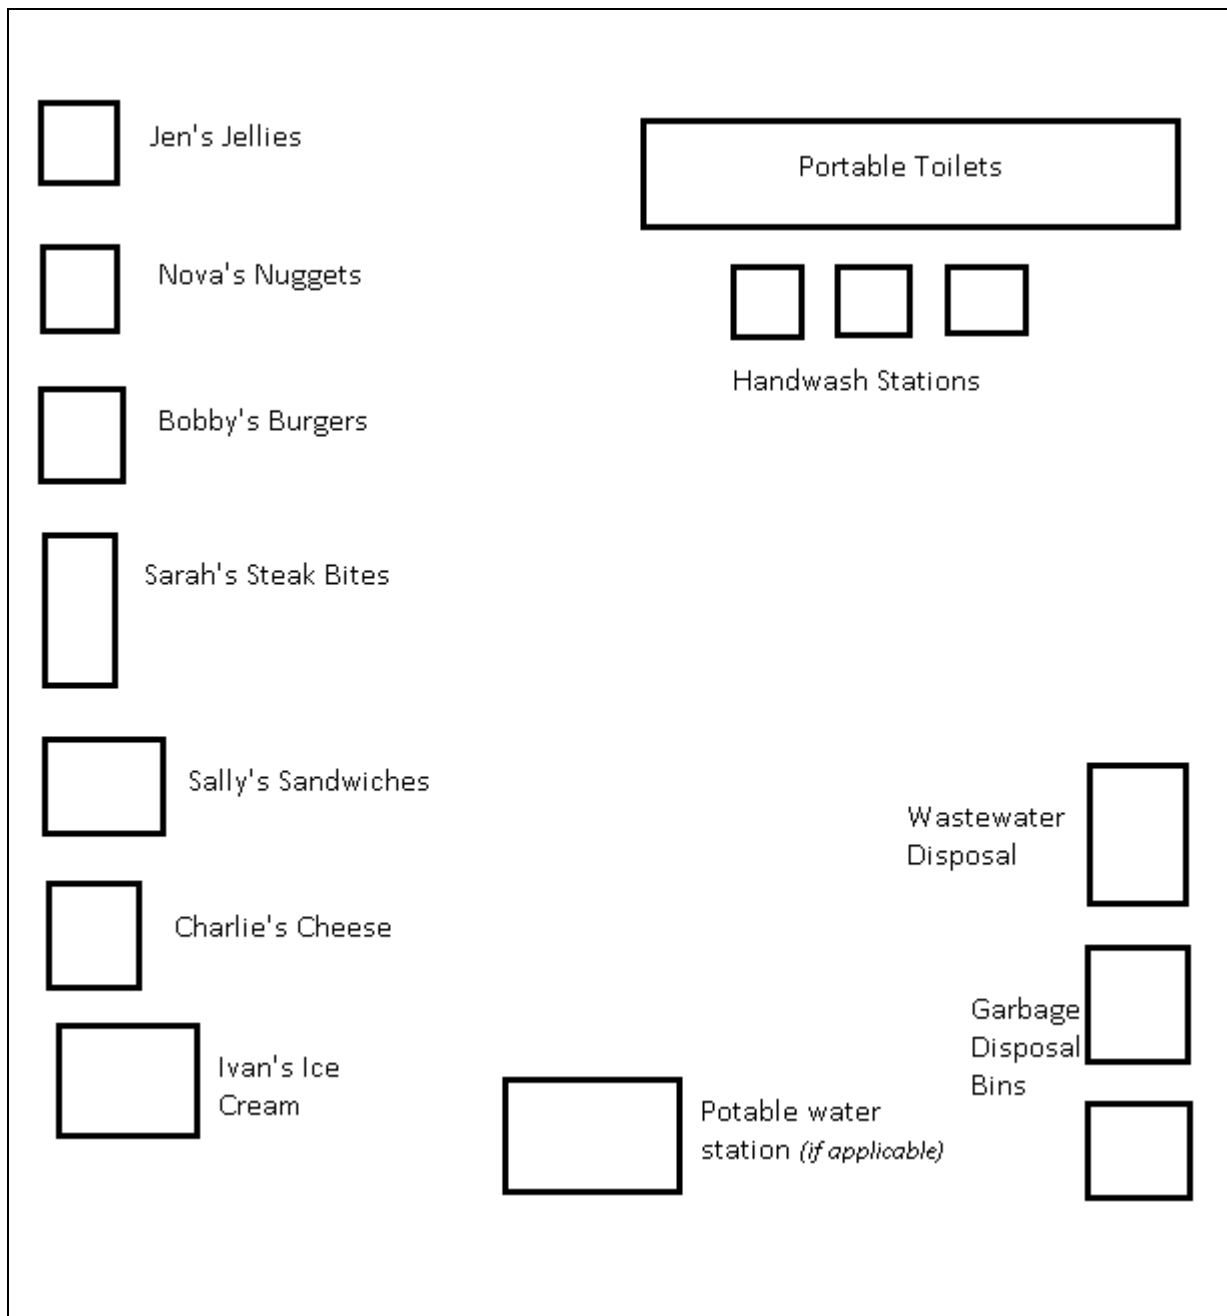 Jen's Jellies
Portable Toilets
Nova's Nuggets
Handwash Stations
Bobby's Burgers
Sarah's Steak Bites
Sally's Sandwiches
Wastewater
Disposal
Charlie's Cheese
Garbage
Disposal
Bins
Ivan's Ice
Cream
Potable water
station (if applicable)